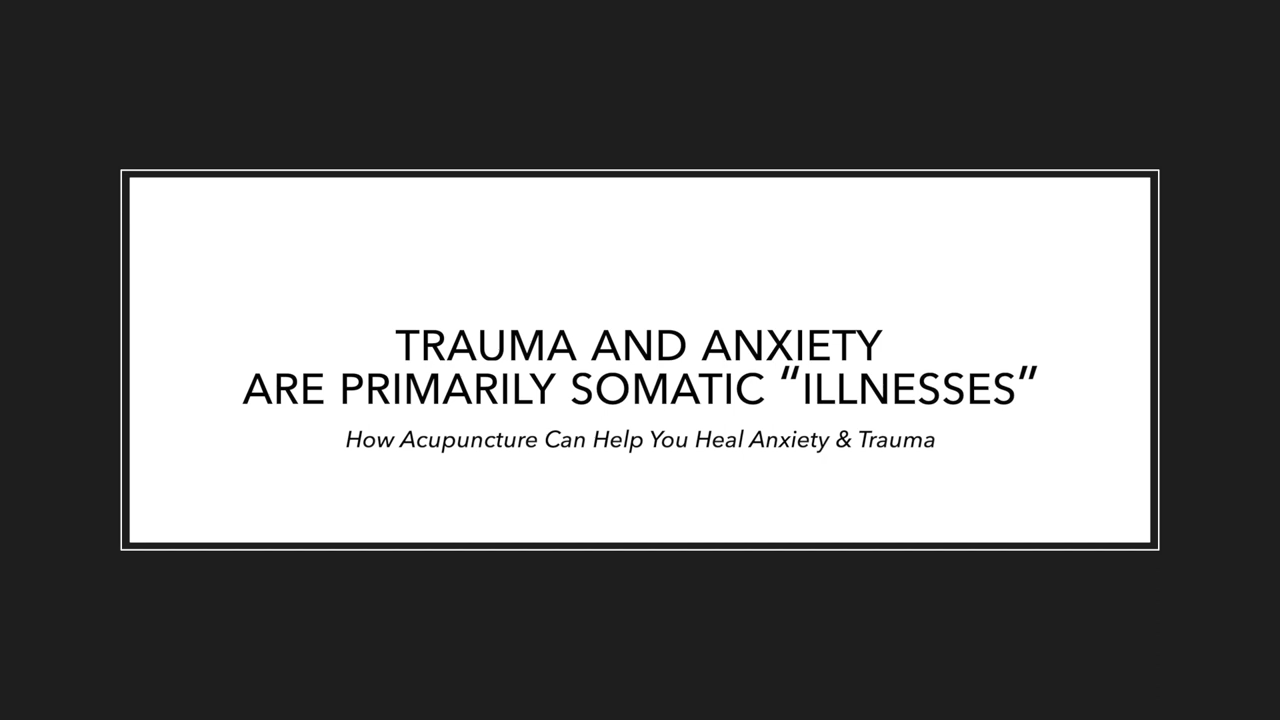 TRAUMA AND ANXIETY
ARE PRIMARILY SOMATIC “ILLNESSES”
How Acupuncture Can Help You Heal Anxiety & Trauma